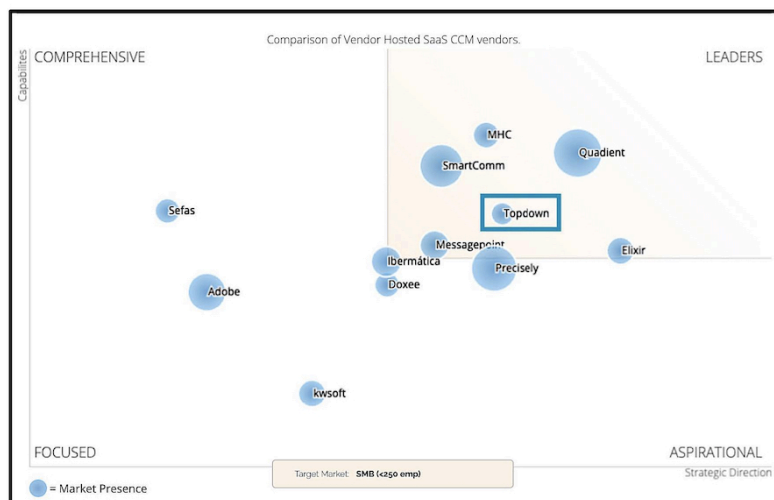 Comparison of Vendor Hosted SaaS CCM vendors.
Capabilites
COMPREHENSIVE
LEADERS
MHC
Quadient
SmartComm
Sefas
Topdown
Messagepoint
Elixir
Ibermática
Precisely
Doxee
Adobe
kwsoft
FOCUSED
ASPIRATIONAL
Target Market: SMB (<250 emp)
Strategic Direction
= Market Presence